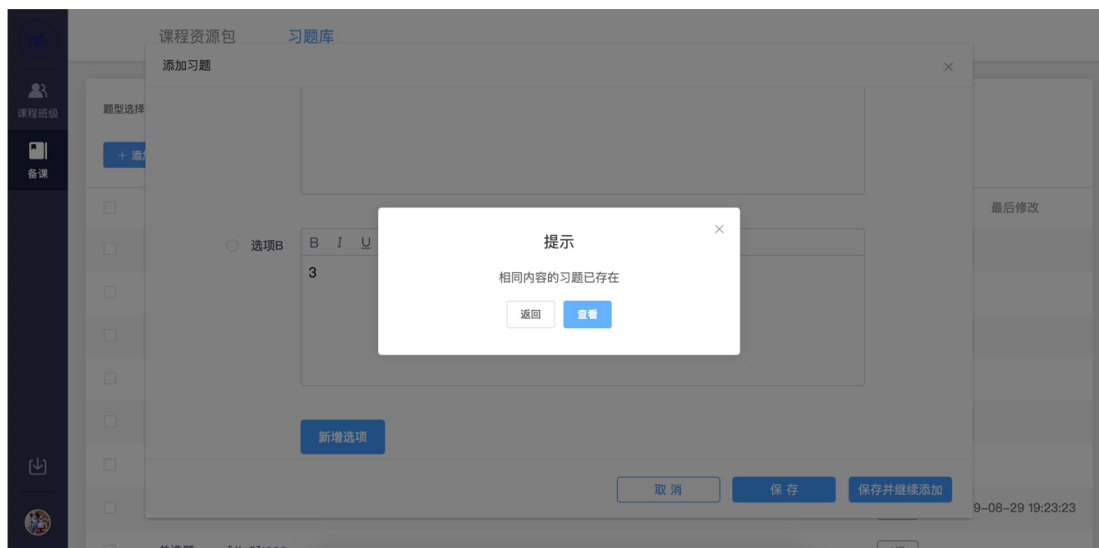 课程资源包 习题库
添加习题
课程班级
题型选择
备课
最后修改
选项B B I U
提示
3
相同内容的习题已存在
返回 查看
新增选项
取消 保存 保存并继续添加
9-08-29 19:23:23